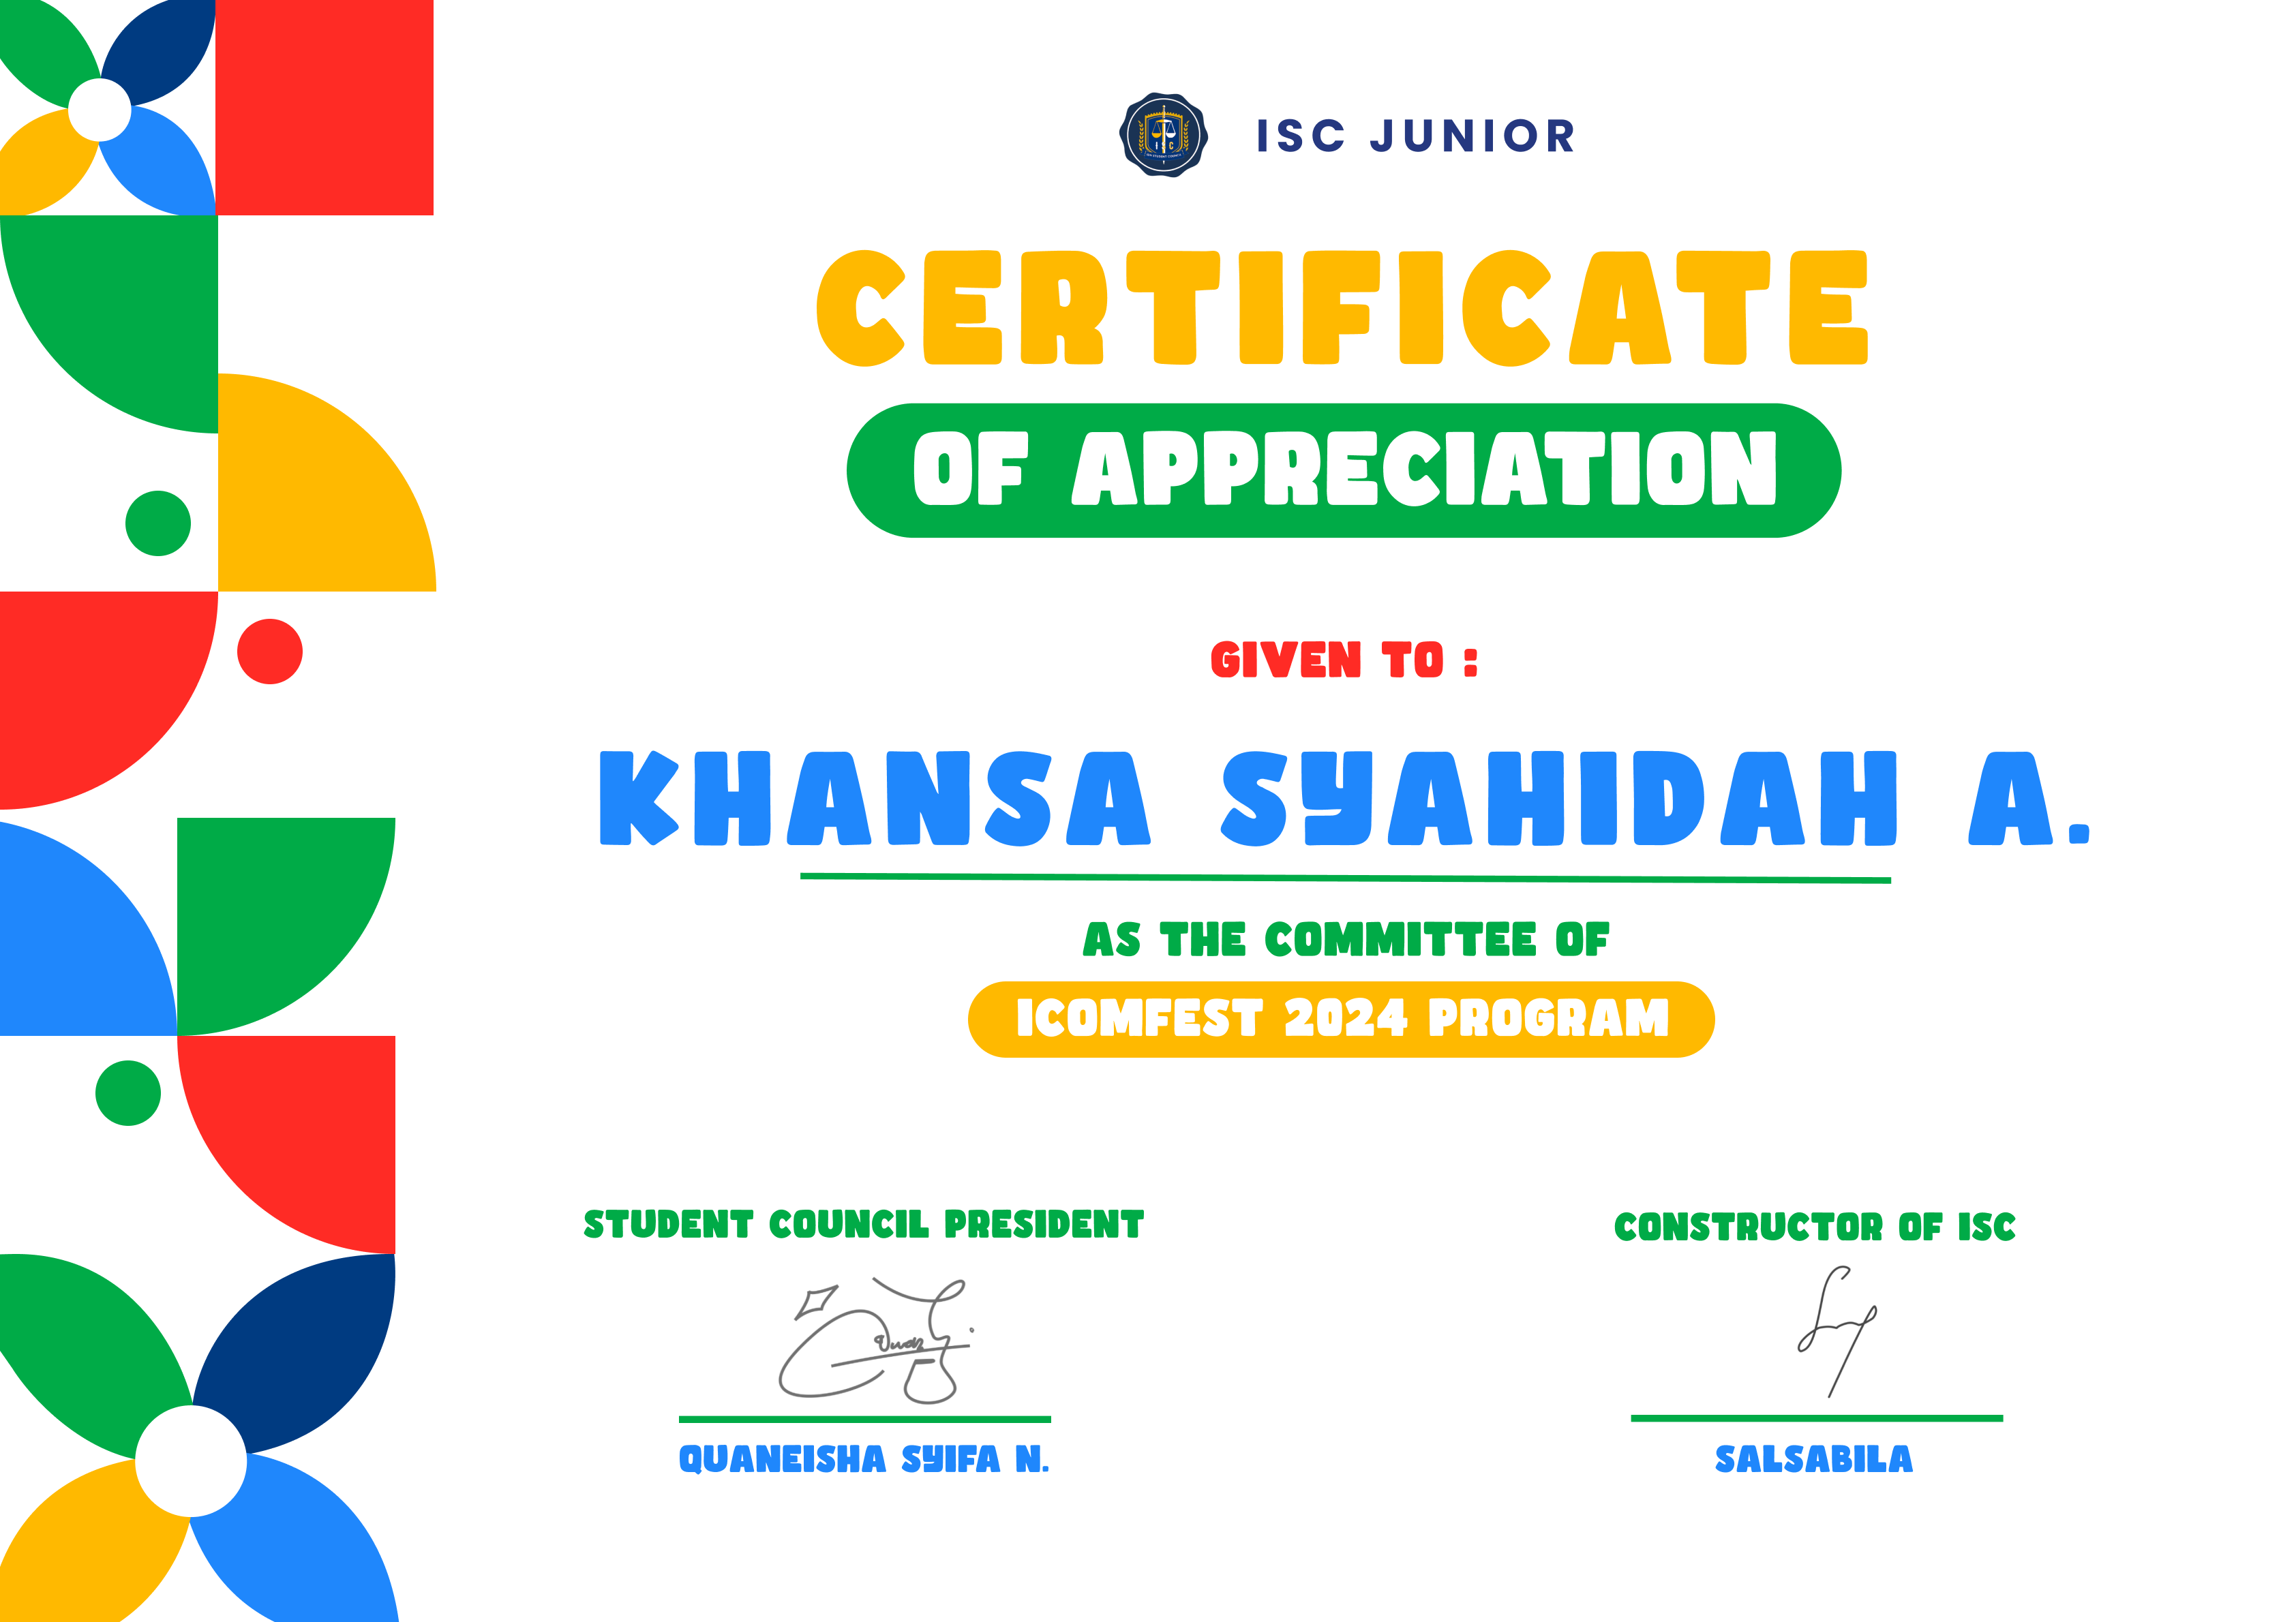 ISC JUNIOR
CERTIFICATE
OF APPRECIATION
GIVEN TO :
KHANSA SYAHIDAH A.
AS THE COMMITTEE OF
ICOMFEST 2024 PROGRAM
STUDENT COUNCIL PRESIDENT
CONSTRUCTOR OF ISC
QUANEISHA SYIFA N.
SALSABILA